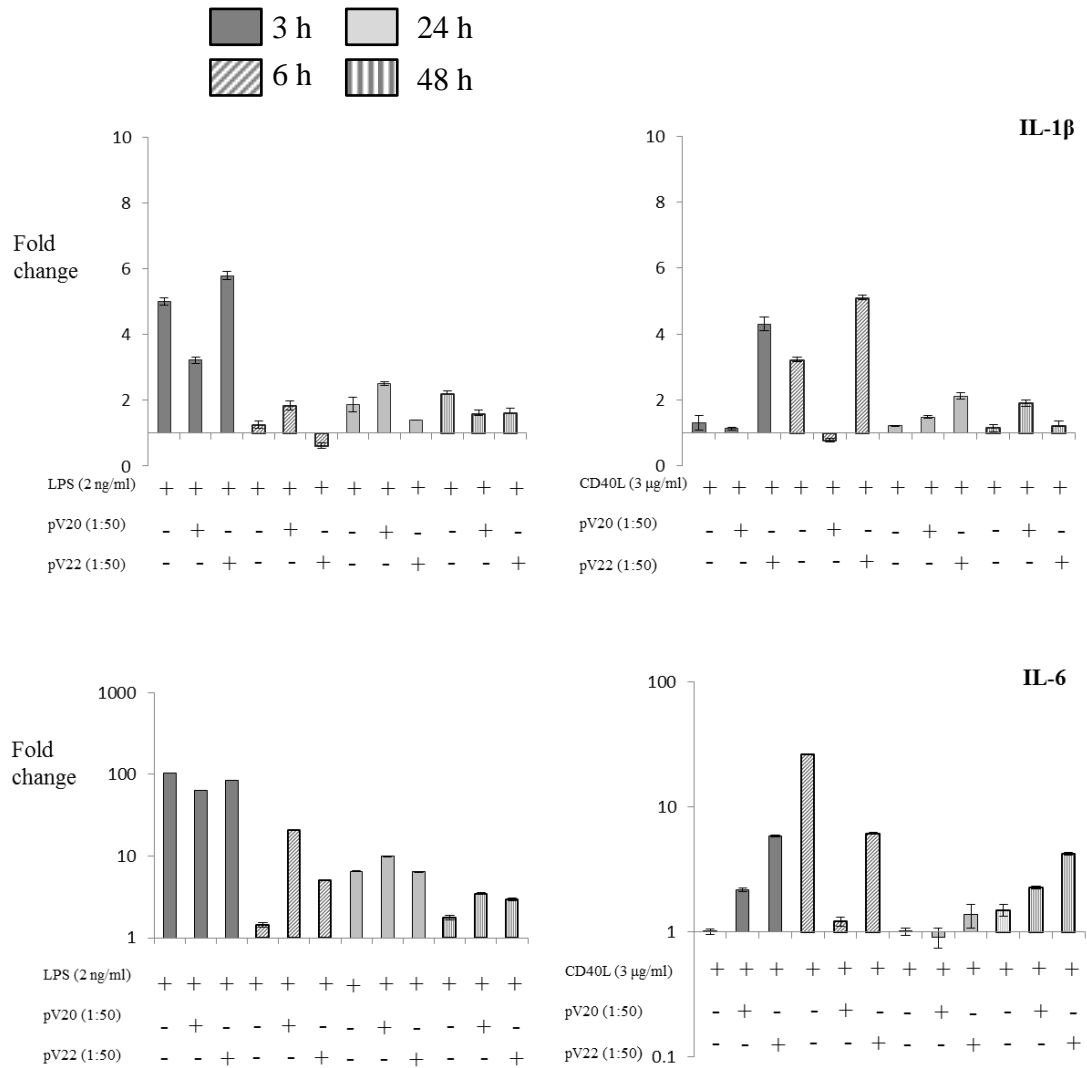 3 h 24 h
6 h 48 h
IL-1β
Fold
change
10
8
6
4
2
0
LPS (2 ng/ml) + + + + + + + + + + + +
pV20 (1:50) - + - - + - - + - - + -
pV22 (1:50) - - + - - + - - + - - +
10
8
6
4
2
0
CD40L (3 µg/ml) + + + + + + + + + + + +
pV20 (1:50) - + - - + - - + - - + -
pV22 (1:50) - - + - - + - - + - - +
IL-6
Fold
change
1000
100
10
1
LPS (2 ng/ml) + + + + + + + + + + + +
pV20 (1:50) - + - - + - - + - - + -
pV22 (1:50) - - + - - + - - + - - +
100
10
1
0.1
CD40L (3 µg/ml) + + + + + + + + + + + +
pV20 (1:50) - + - - + - - + - - + -
pV22 (1:50) - - + - - + - - + - - +